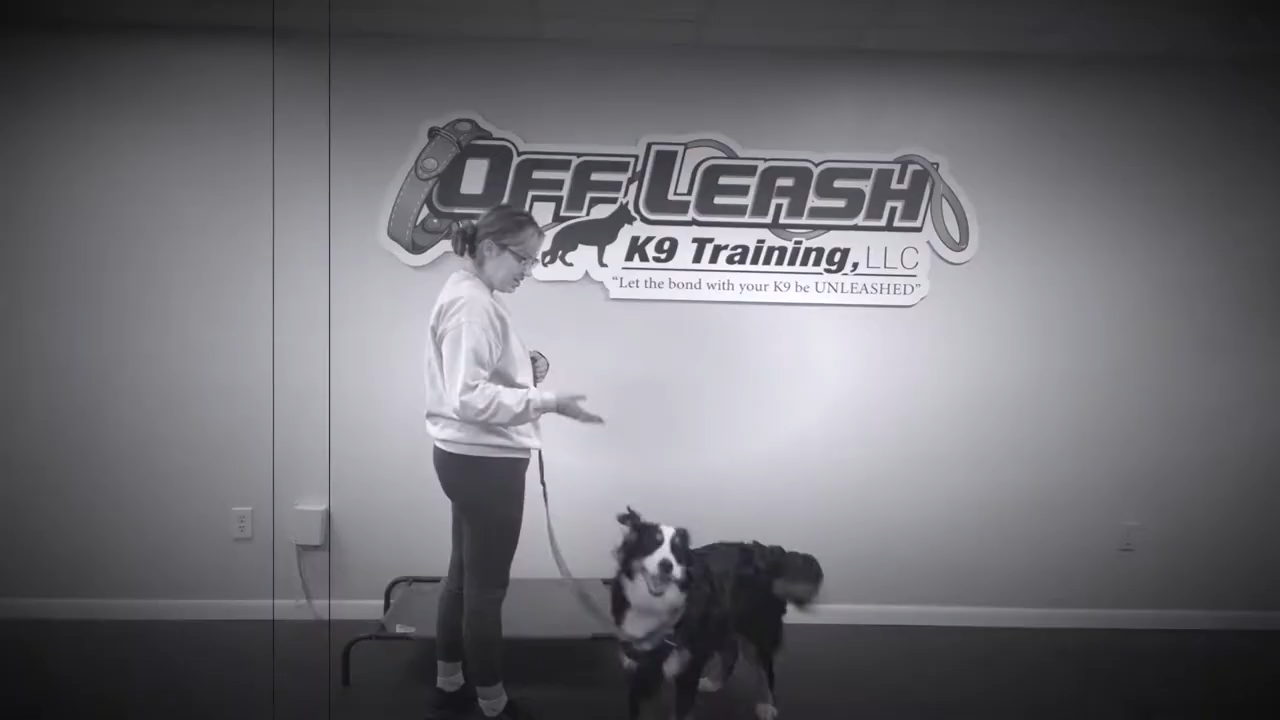 OFF LEASH
K9 Training, LLC
“Let the bond with your K9 be UNLEASHED”